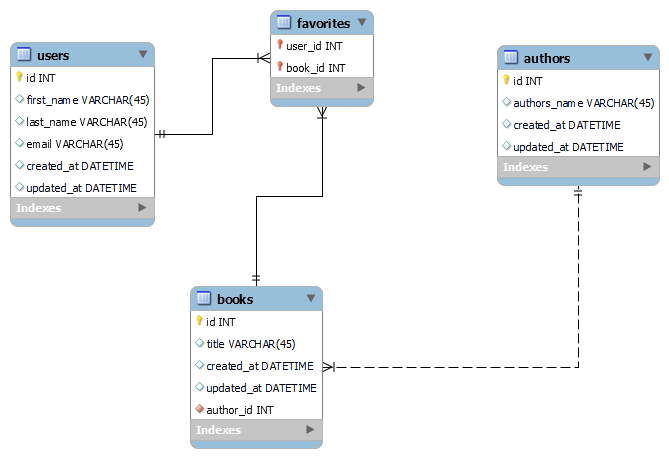 users
id INT
first_name VARCHAR(45)
last_name VARCHAR(45)
email VARCHAR(45)
created_at DATETIME
updated_at DATETIME
Indexes
favorites
user_id INT
book_id INT
Indexes
authors
id INT
authors_name VARCHAR(45)
created_at DATETIME
updated_at DATETIME
Indexes
books
id INT
title VARCHAR(45)
created_at DATETIME
updated_at DATETIME
author_id INT
Indexes